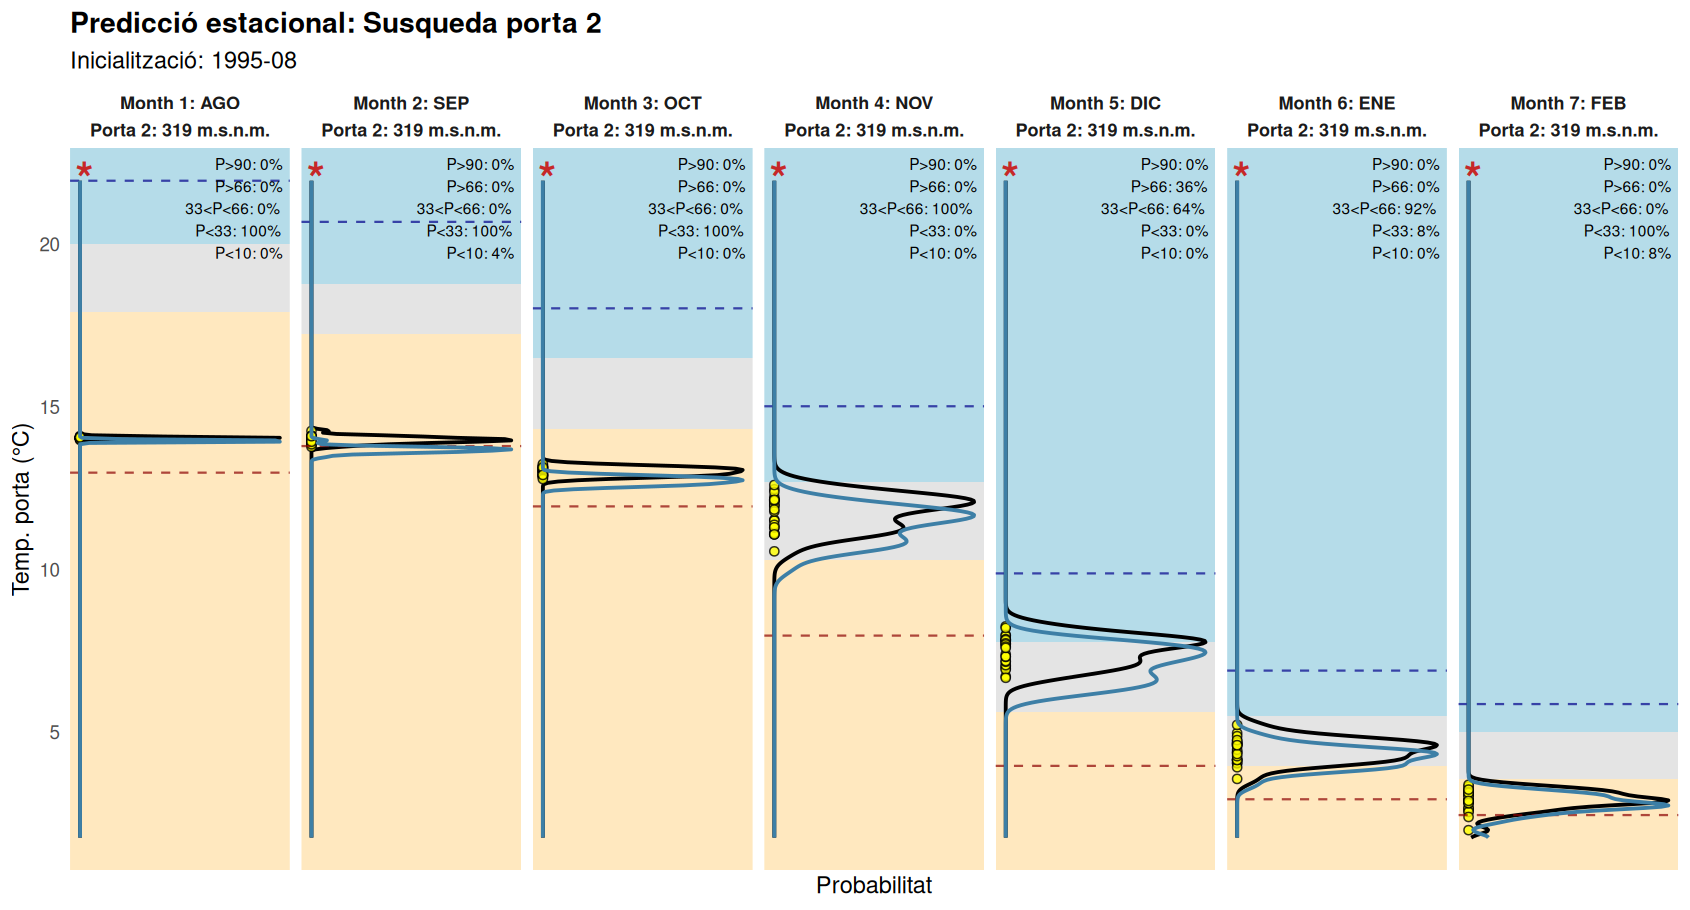 Predicció estacional: Susqueda porta 2
Inicialització: 1995-08
Month 1: AGO
Porta 2: 319 m.s.n.m.
Month 2: SEP
Porta 2: 319 m.s.n.m.
Month 3: OCT
Porta 2: 319 m.s.n.m.
Month 4: NOV
Porta 2: 319 m.s.n.m.
Month 5: DIC
Porta 2: 319 m.s.n.m.
Month 6: ENE
Porta 2: 319 m.s.n.m.
Month 7: FEB
Porta 2: 319 m.s.n.m.
*
P>90: 0%
P>66: 0%
33<P<66: 0%
P<33: 100%
P<10: 0%
*
P>90: 0%
P>66: 0%
33<P<66: 0%
P<33: 100%
P<10: 4%
*
P>90: 0%
P>66: 0%
33<P<66: 0%
P<33: 100%
P<10: 0%
*
P>90: 0%
P>66: 0%
33<P<66: 100%
P<33: 0%
P<10: 0%
*
P>90: 0%
P>66: 36%
33<P<66: 64%
P<33: 0%
P<10: 0%
*
P>90: 0%
P>66: 0%
33<P<66: 92%
P<33: 8%
P<10: 0%
*
P>90: 0%
P>66: 0%
33<P<66: 0%
P<33: 100%
P<10: 8%
20
15
10
5
Temp. porta (°C)
Probabilitat